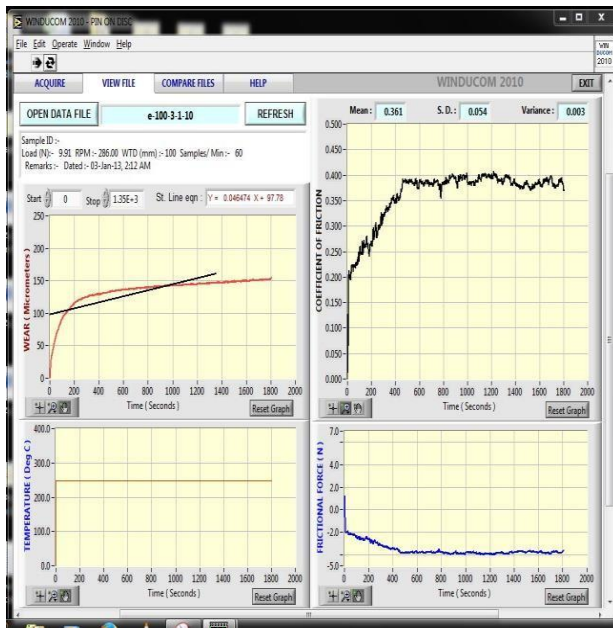 WINDUCOM 2010 - PIN ON DISC
File Edit Operate Window Help
WIN
DUCOM
2010
ACQUIRE VIEW FILE COMPARE FILES HELP WINDUCOM 2010 EXIT
OPEN DATA FILE e-100-3-1-10 REFRESH
Sample ID :-
Load (N):- 9.91 RPM :- 286.00 WTD (mm) :- 100 Samples/ Min :- 60
Remarks :- Dated :- 03-Jan-13, 2:12 AM
Start 0 Stop 1.35E+3 St. Line eqn : Y = 0.046474 X + 97.78
WEAR ( Micrometers )
250
200
150
100
50
0
0 200 400 600 800 1000 1200 1400 1600 1800 2000
Time ( Seconds )
Reset Graph
Mean : 0.361 S. D. : 0.054 Variance : 0.003
COEFFICIENT OF FRICTION
0.500
0.450
0.400
0.350
0.300
0.250
0.200
0.150
0.100
0.050
0.000
0 200 400 600 800 1000 1200 1400 1600 1800 2000
Time ( Seconds )
Reset Graph
TEMPERATURE ( Deg C )
400.0
300.0
200.0
100.0
0.0
0 200 400 600 800 1000 1200 1400 1600 1800 2000
Time ( Seconds )
Reset Graph
FRICTIONAL FORCE ( N )
7.0
4.0
2.0
0.0
-2.0
-5.0
0 200 400 600 800 1000 1200 1400 1600 1800 2000
Time ( Seconds )
Reset Graph